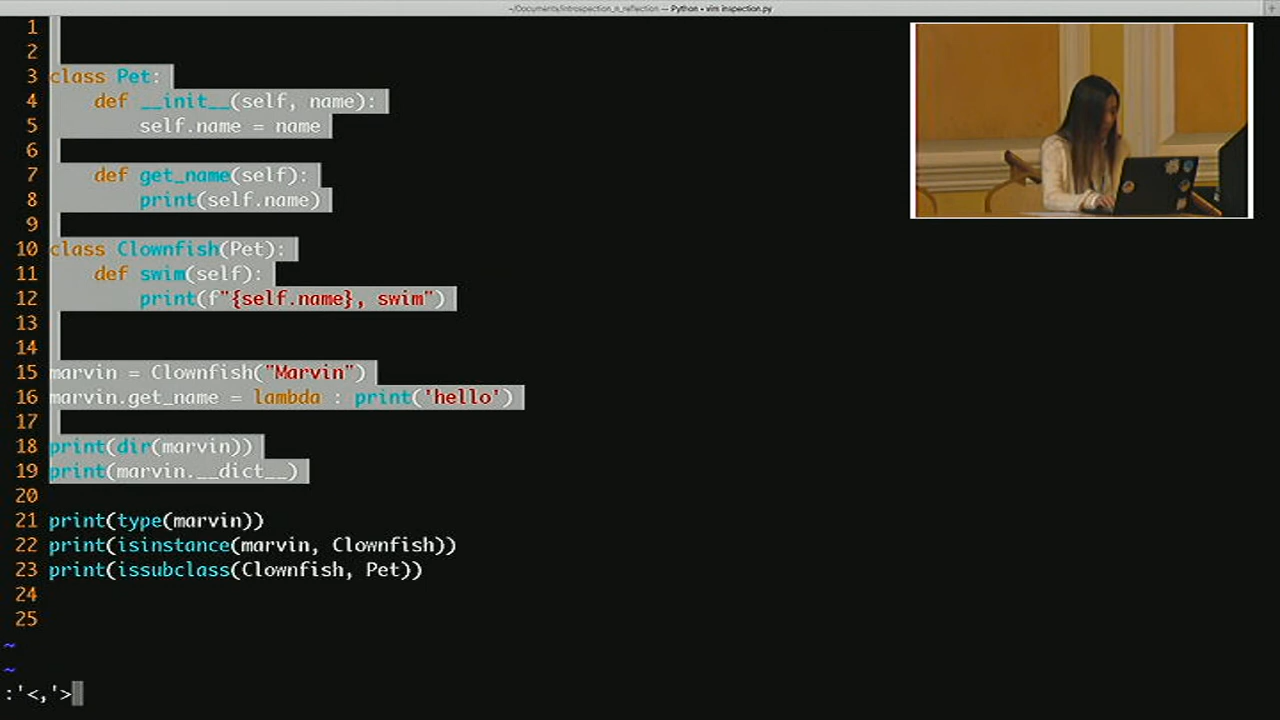 ~/Documents/introspection_n_reflection — Python • vim inspection.py
1
2
3 class Pet:
4     def __init__(self, name):
5         self.name = name
6
7     def get_name(self):
8         print(self.name)
9
10 class Clownfish(Pet):
11     def swim(self):
12         print(f"{self.name}, swim")
13
14
15 marvin = Clownfish("Marvin")
16 marvin.get_name = lambda : print('hello')
17
18 print(dir(marvin))
19 print(marvin.__dict__)
20
21 print(type(marvin))
22 print(isinstance(marvin, Clownfish))
23 print(issubclass(Clownfish, Pet))
24
25
~
~
:'<,'>